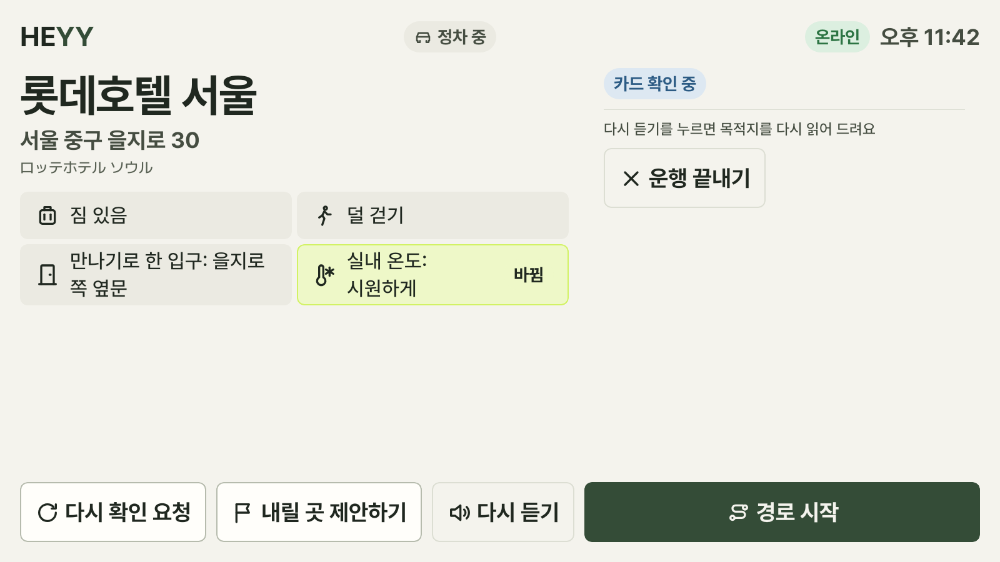 HEYY
정차 중
온라인
오후 11:42
롯데호텔 서울
서울 중구 을지로 30
ロッテホテル ソウル
짐 있음
덜 걷기
만나기로 한 입구: 을지로
쪽 옆문
실내 온도:
시원하게
바뀜
카드 확인 중
다시 듣기를 누르면 목적지를 다시 읽어 드려요
운행 끝내기
다시 확인 요청
내릴 곳 제안하기
다시 듣기
경로 시작